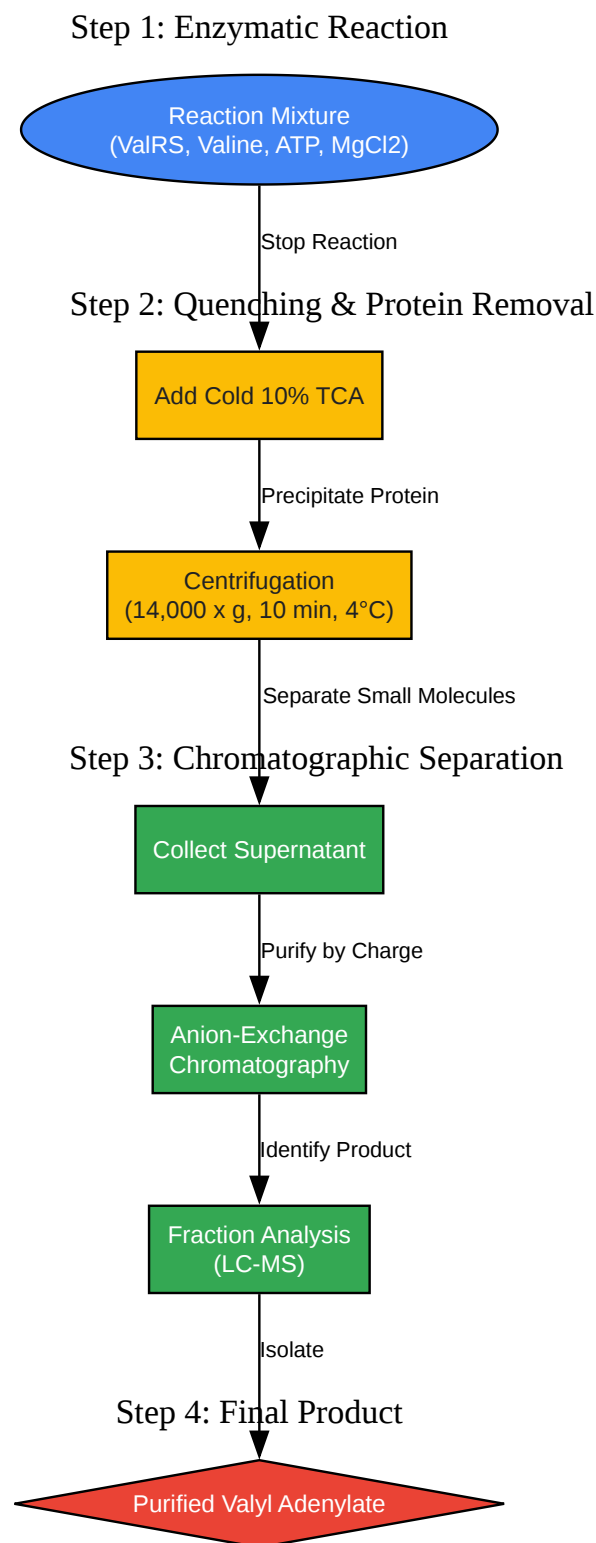 Step 1: Enzymatic Reaction
Reaction Mixture
(ValRS, Valine, ATP, MgCl2)
Stop Reaction
Step 2: Quenching & Protein Removal
Add Cold 10% TCA
Precipitate Protein
Centrifugation
(14,000 x g, 10 min, 4°C)
Separate Small Molecules
Step 3: Chromatographic Separation
Collect Supernatant
Purify by Charge
Anion-Exchange
Chromatography
Identify Product
Fraction Analysis
(LC-MS)
Isolate
Step 4: Final Product
Purified Valyl Adenylate